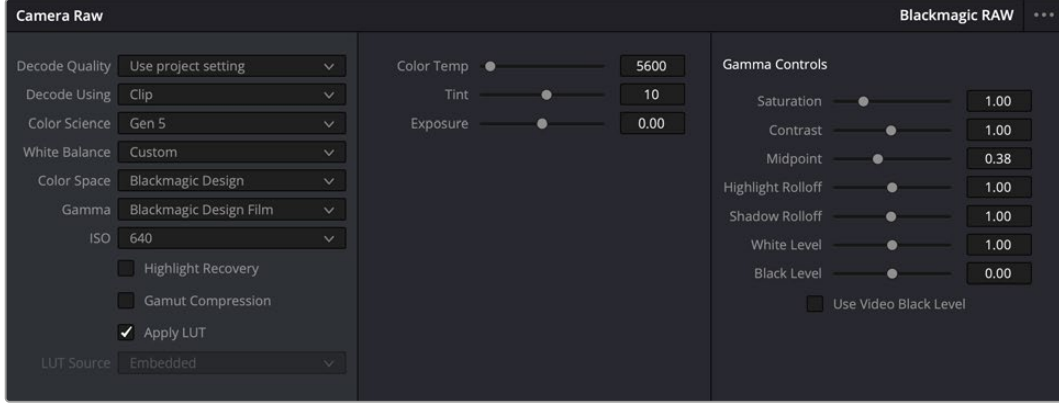 Camera Raw
Blackmagic RAW
Decode Quality Use project setting
Decode Using Clip
Color Science Gen 5
White Balance Custom
Color Space Blackmagic Design
Gamma Blackmagic Design Film
ISO 640
Highlight Recovery
Gamut Compression
Apply LUT
LUT Source Embedded
Color Temp 5600
Tint 10
Exposure 0.00
Gamma Controls
Saturation 1.00
Contrast 1.00
Midpoint 0.38
Highlight Rolloff 1.00
Shadow Rolloff 1.00
White Level 1.00
Black Level 0.00
Use Video Black Level